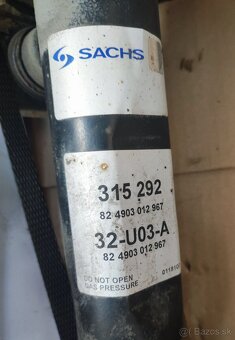 SACHS
315 292
82 4903 012 967
32-U03-A
82 4903 012 967
DO NOT OPEN
GAS PRESSURE
bazos.sk